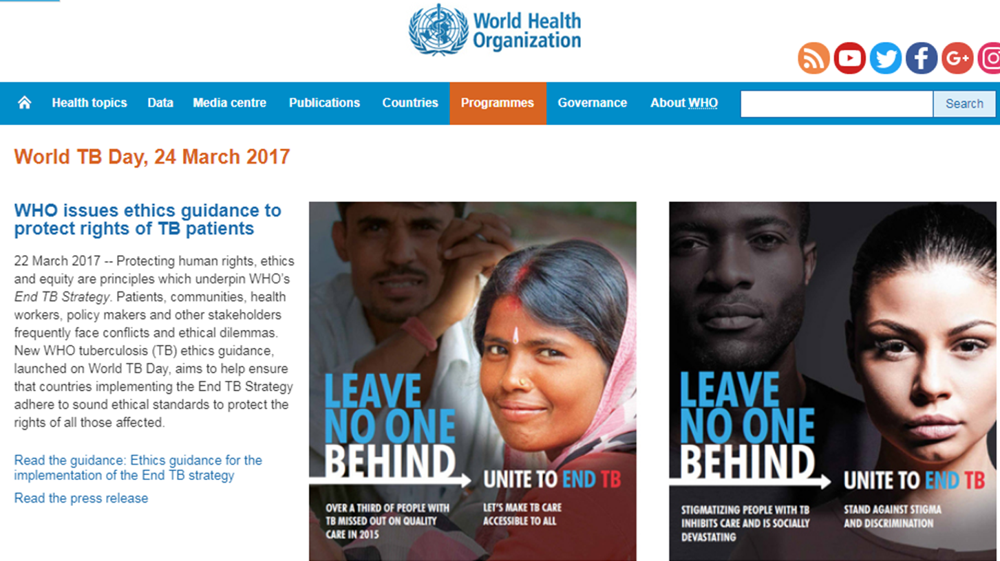 World Health
Organization
G+
Health topics
Data
Media centre
Publications
Countries
Programmes
Governance
About WHO
Search
World TB Day, 24 March 2017
WHO issues ethics guidance to
protect rights of TB patients
22 March 2017 -- Protecting human rights, ethics
and equity are principles which underpin WHO’s
End TB Strategy. Patients, communities, health
workers, policy makers and other stakeholders
frequently face conflicts and ethical dilemmas.
New WHO tuberculosis (TB) ethics guidance,
launched on World TB Day, aims to help ensure
that countries implementing the End TB Strategy
adhere to sound ethical standards to protect the
rights of all those affected.
Read the guidance: Ethics guidance for the
implementation of the End TB strategy
Read the press release
LEAVE
NO ONE
BEHIND
UNITE TO END TB
OVER A THIRD OF PEOPLE WITH
TB MISSED OUT ON QUALITY
CARE IN 2015
LET'S MAKE TB CARE
ACCESSIBLE TO ALL
LEAVE
NO ONE
BEHIND
UNITE TO END TB
STIGMATIZING PEOPLE WITH TB
INHIBITS CARE AND IS SOCIALLY
DEVASTATING
STAND AGAINST STIGMA
AND DISCRIMINATION